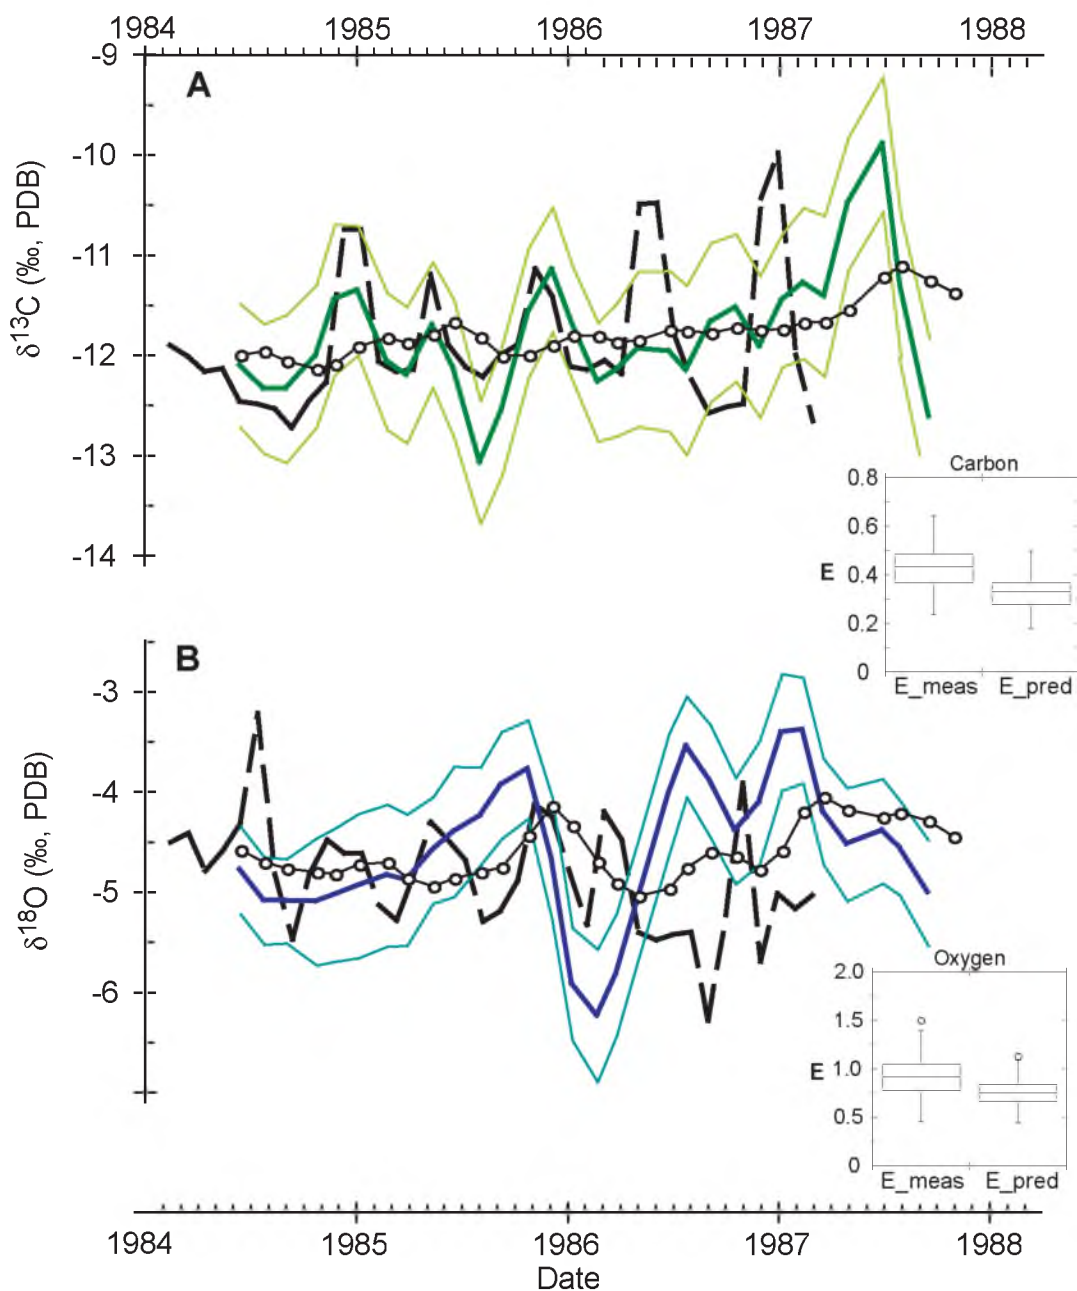 1984 1985 1986 1987 1988
-9
A
-10
-11
-12
-13
-14
δ13C (‰, PDB)
Carbon
0.8
0.6
E 0.4
0.2
0
E_meas E_pred
B
-3
-4
-5
-6
δ18O (‰, PDB)
Oxygen
2.0
1.5
E 1.0
0.5
0
E_meas E_pred
1984 1985 1986 1987 1988
Date